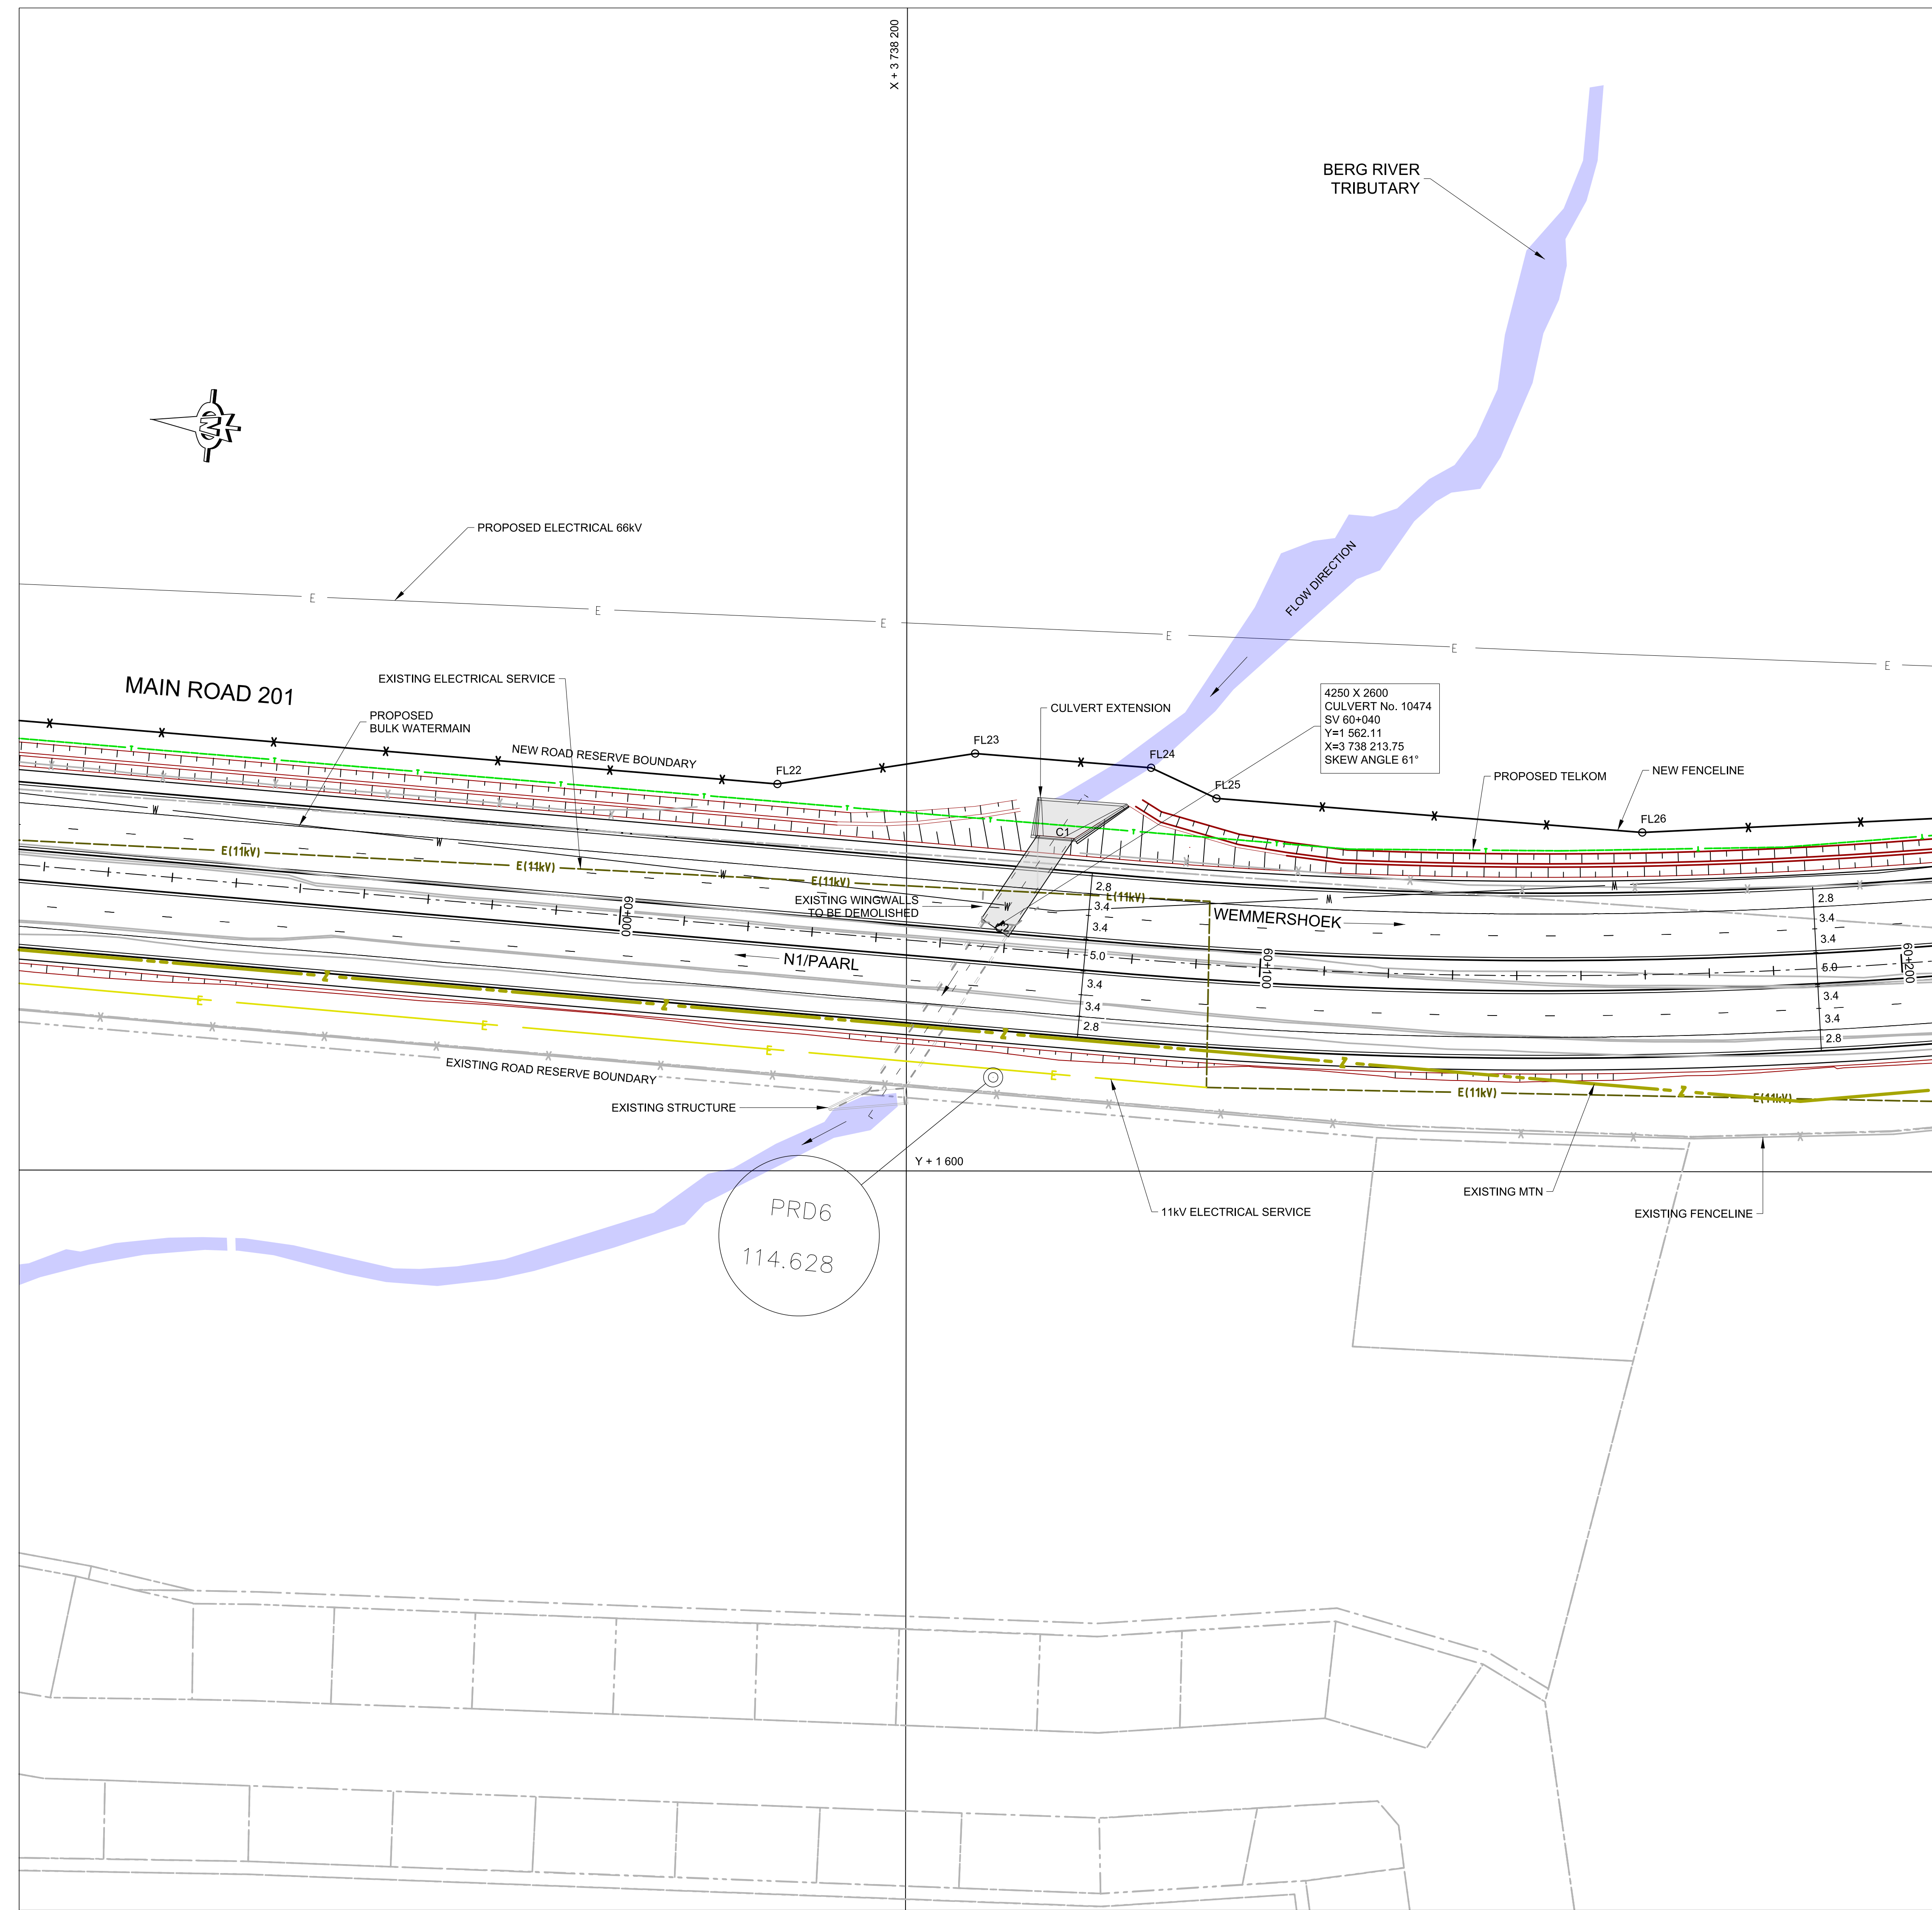 X + 3 738 200
BERG RIVER
TRIBUTARY
N
PROPOSED ELECTRICAL 66kV
FLOW DIRECTION
E
E
E
E
E
E
MAIN ROAD 201
EXISTING ELECTRICAL SERVICE
PROPOSED
BULK WATERMAIN
NEW ROAD RESERVE BOUNDARY
CULVERT EXTENSION
4250 X 2600
CULVERT No. 10474
SV 60+040
Y=1 562.11
X=3 738 213.75
SKEW ANGLE 61°
FL22
FL23
FL24
FL25
FL26
PROPOSED TELKOM
NEW FENCELINE
C1
C2
E(11kV)
E(11kV)
E(11kV)
E(11kV)
W
W
W
W
EXISTING WINGWALLS
TO BE DEMOLISHED
WEMMERSHOEK
N1/PAARL
60+000
60+100
60+200
2.8
3.4
3.4
5.0
3.4
3.4
2.8
2.8
3.4
3.4
5.0
3.4
3.4
2.8
E
E
E
E
E(11kV)
E(11kV)
EXISTING ROAD RESERVE BOUNDARY
EXISTING STRUCTURE
Y + 1 600
PRD6
114.628
11kV ELECTRICAL SERVICE
EXISTING MTN
EXISTING FENCELINE